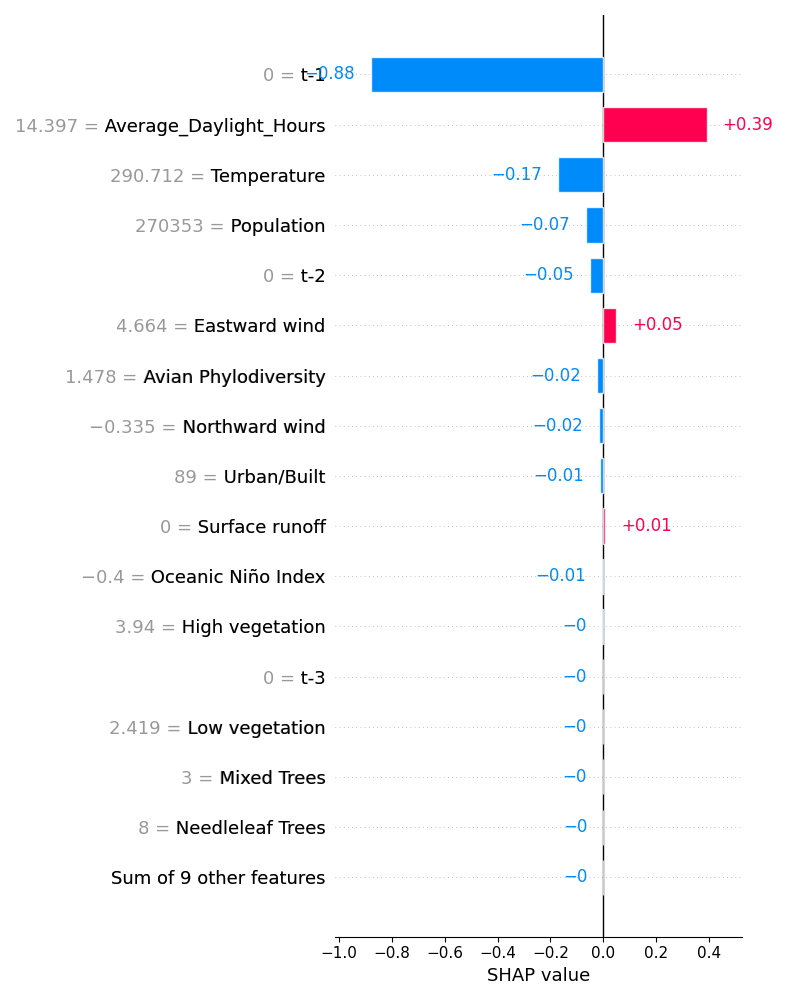 0 = t-1 −0.88
14.397 = Average_Daylight_Hours +0.39
290.712 = Temperature −0.17
270353 = Population −0.07
0 = t-2 −0.05
4.664 = Eastward wind +0.05
1.478 = Avian Phylodiversity −0.02
−0.335 = Northward wind −0.02
89 = Urban/Built −0.01
0 = Surface runoff +0.01
−0.4 = Oceanic Niño Index −0.01
3.94 = High vegetation −0
0 = t-3 −0
2.419 = Low vegetation −0
3 = Mixed Trees −0
8 = Needleleaf Trees −0
Sum of 9 other features −0
−1.0 −0.8 −0.6 −0.4 −0.2 0.0 0.2 0.4
SHAP value